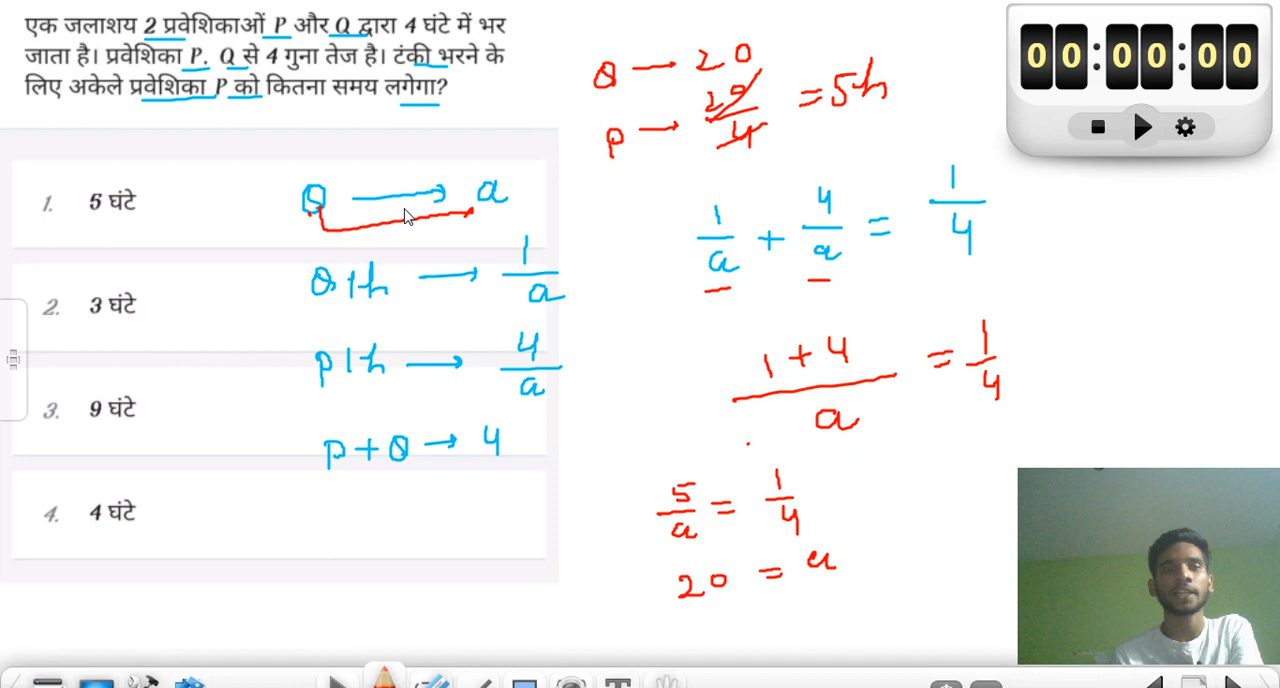 एक जलाशय 2 प्रवेशिकाओं P और Q द्वारा 4 घंटे में भर
जाता है। प्रवेशिका P, Q से 4 गुना तेज है। टंकी भरने के
लिए अकेले प्रवेशिका P को कितना समय लगेगा?
1. 5 घंटे
2. 3 घंटे
3. 9 घंटे
4. 4 घंटे
Q → a
Q 1h → 1/a
P 1h → 4/a
P + Q → 4
Q → 20
P → 20/4 = 5h
1/a + 4/a = 1/4
1 + 4/a = 1/4
5/a = 1/4
20 = a
00:00:00